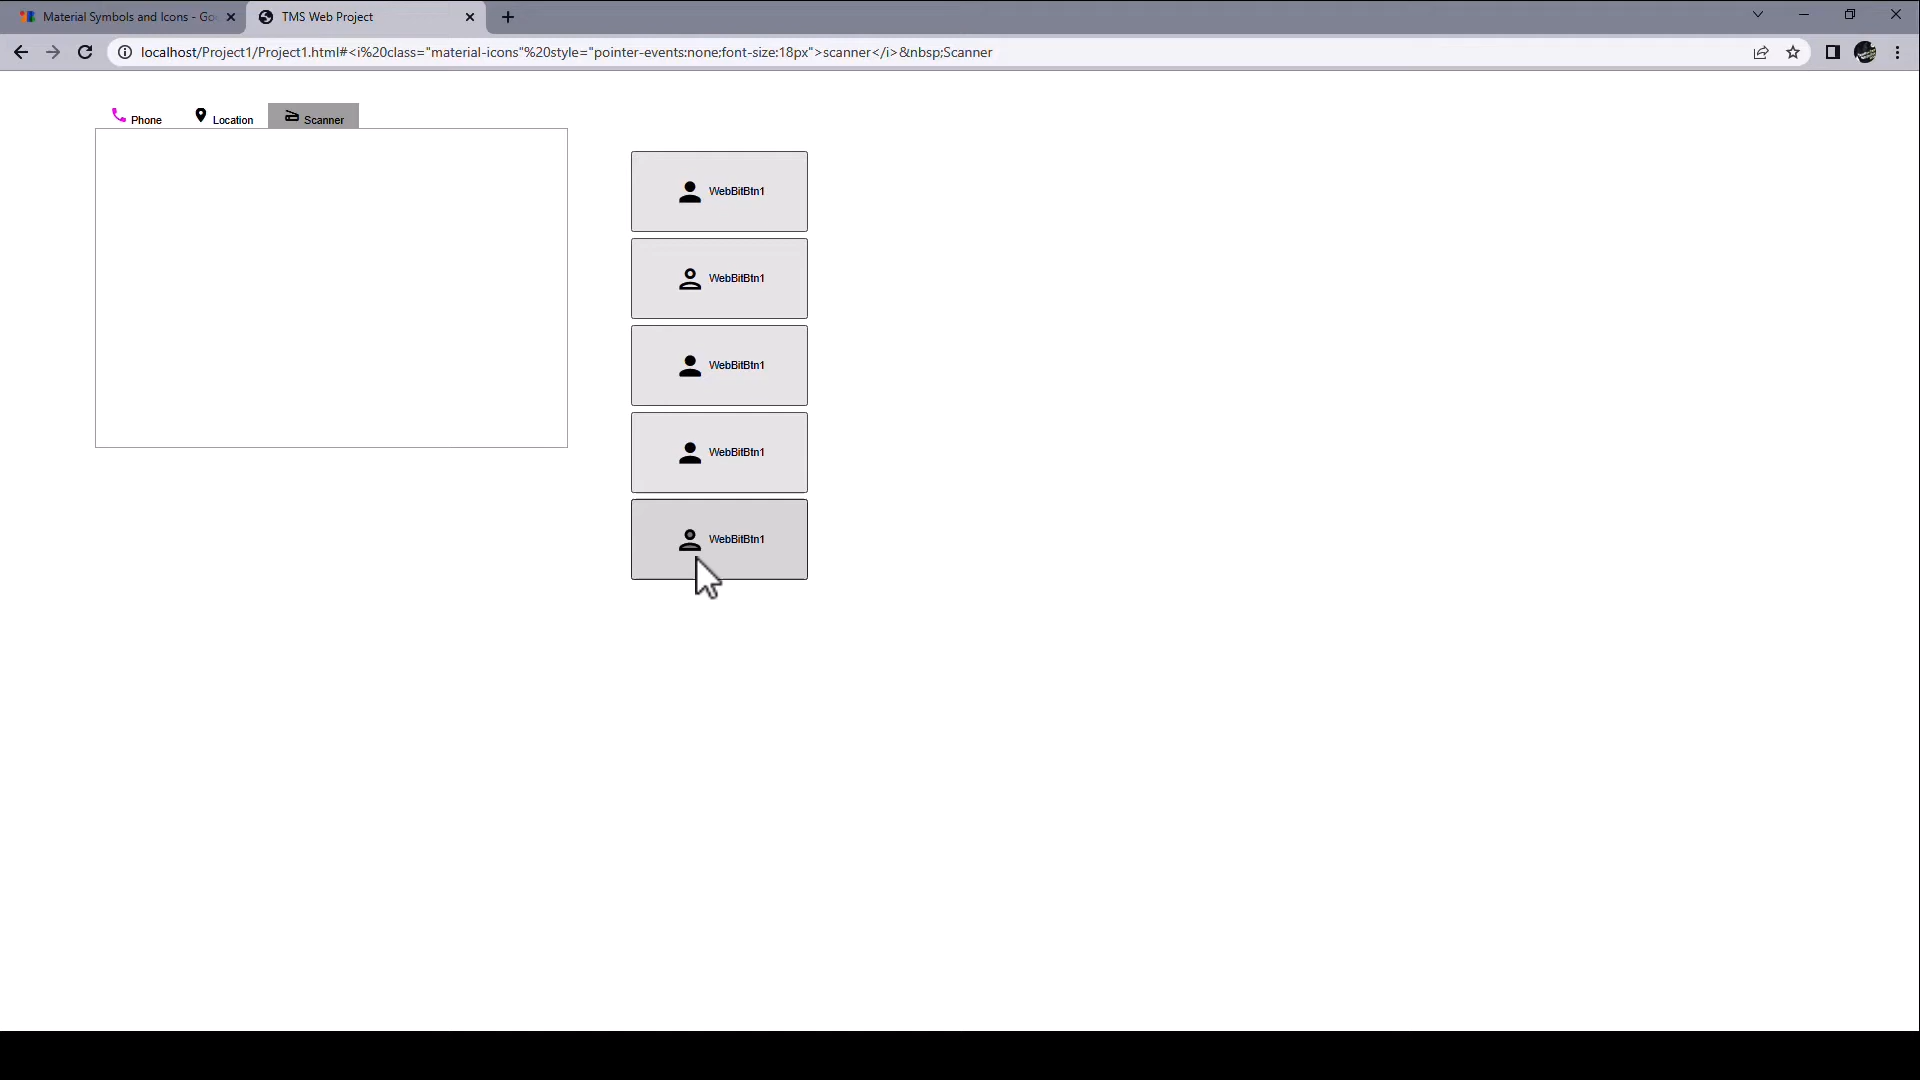 Material Symbols and Icons - Go
TMS Web Project
localhost/Project1/Project1.html#<i%20class="material-icons"%20style="pointer-events:none;font-size:18px">scanner</i>&nbsp;Scanner
Phone
Location
Scanner
WebBitBtn1
WebBitBtn1
WebBitBtn1
WebBitBtn1
WebBitBtn1